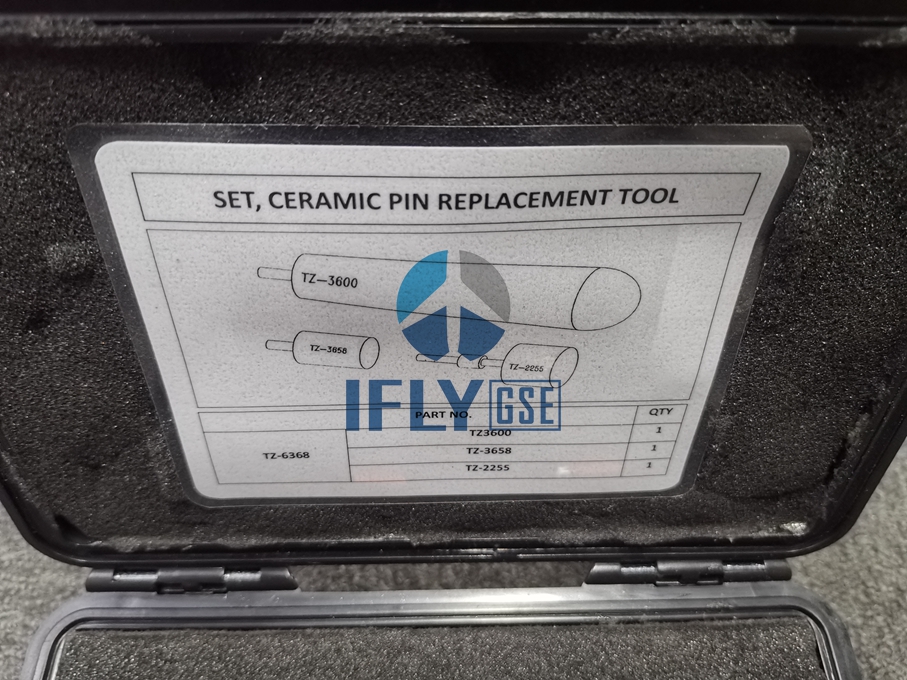 SET, CERAMIC PIN REPLACEMENT TOOL
TZ-3600
TZ-3658
TZ-2255
IFLY GSE
PART NO. QTY
TZ-6368
TZ3600 1
TZ-3658 1
TZ-2255 1